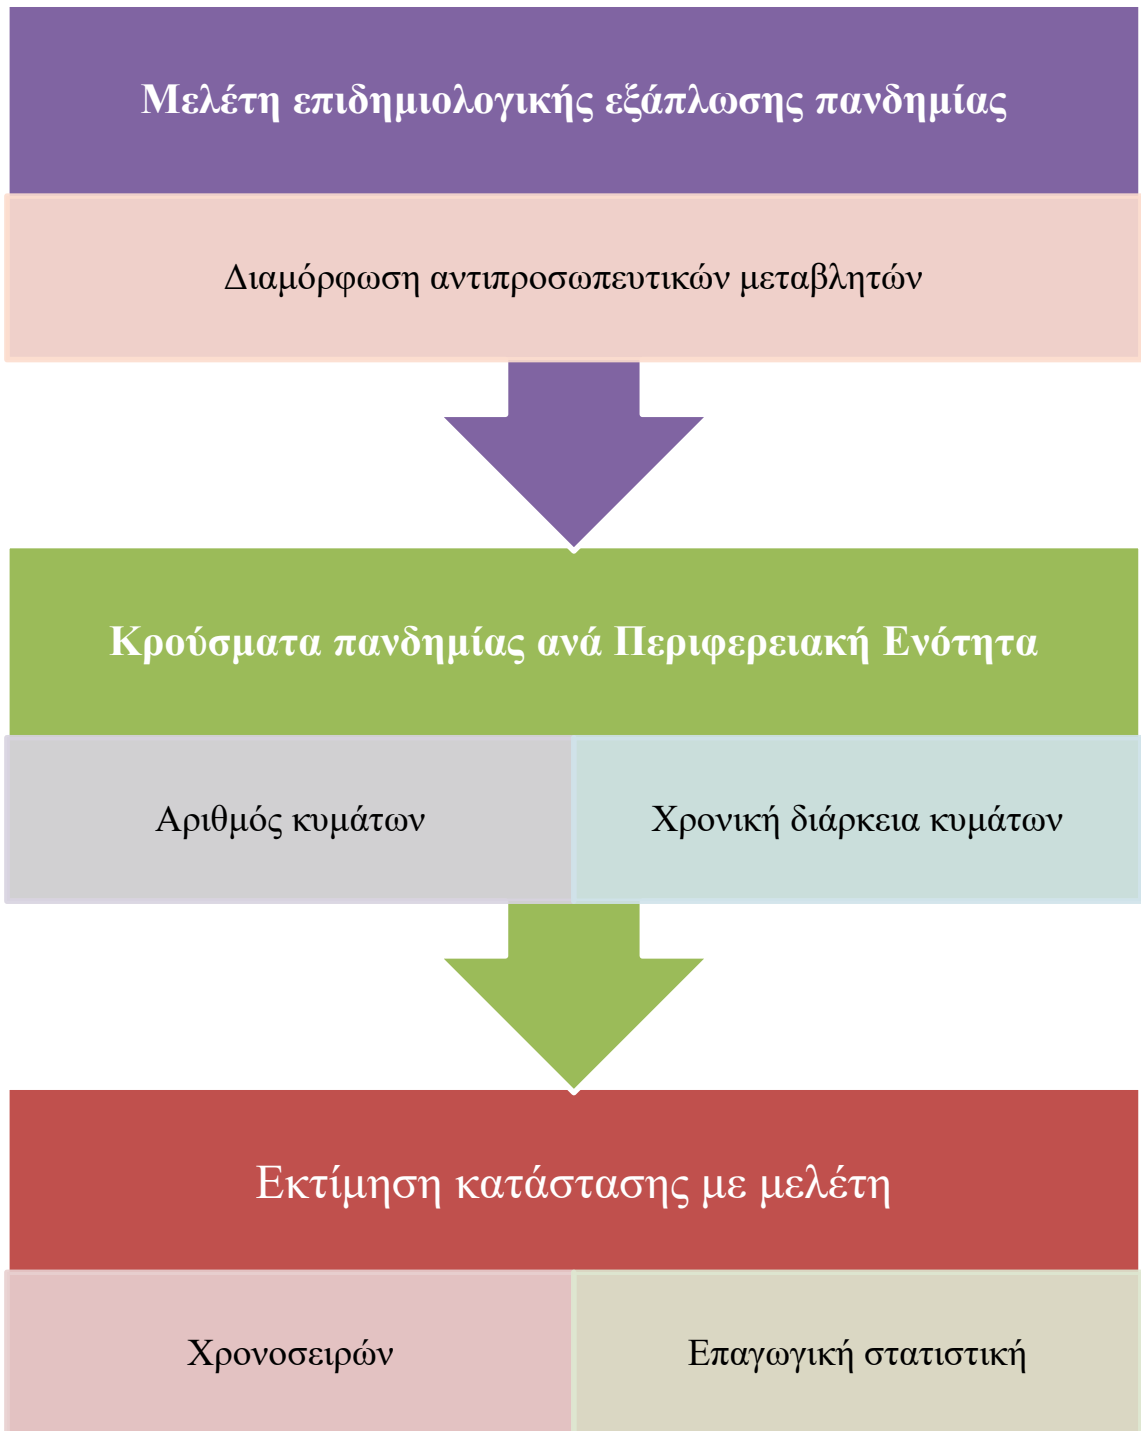 Μελέτη επιδημιολογικής εξάπλωσης πανδημίας
Διαμόρφωση αντιπροσωπευτικών μεταβλητών
Κρούσματα πανδημίας ανά Περιφερειακή Ενότητα
Αριθμός κυμάτων
Χρονική διάρκεια κυμάτων
Εκτίμηση κατάστασης με μελέτη
Χρονοσειρών
Επαγωγική στατιστική